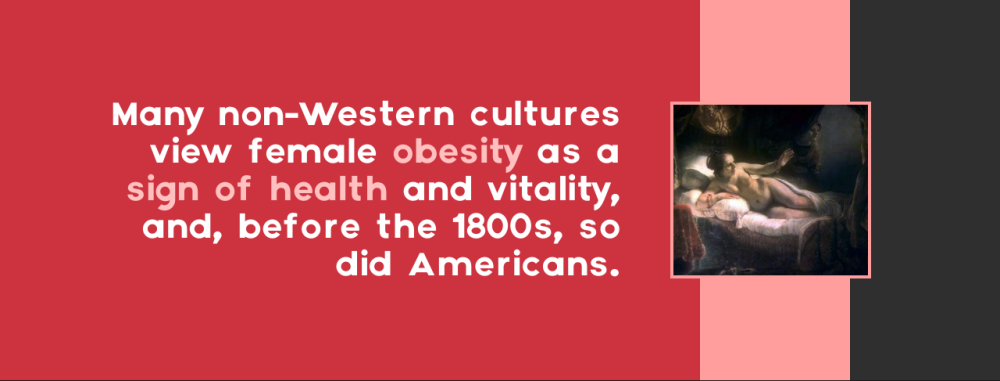 Many non-Western cultures
view female obesity as a
sign of health and vitality,
and, before the 1800s, so
did Americans.